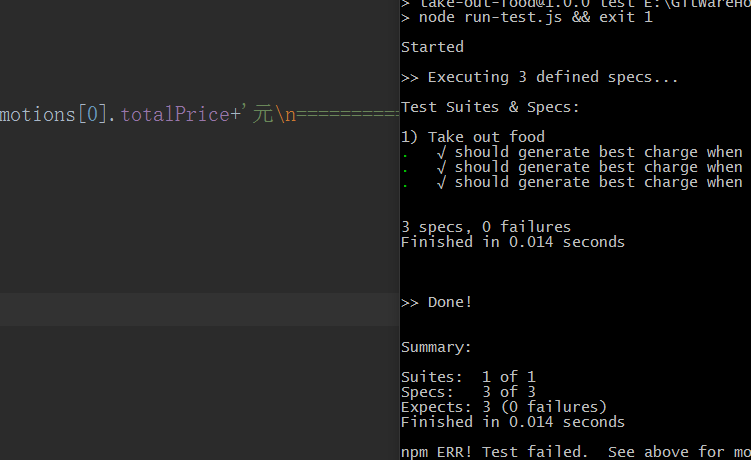 motions[0].totalPrice+'元\n==========
> take-out-food@1.0.0 test E:\GitWareHo
> node run-test.js && exit 1
Started
>> Executing 3 defined specs...
Test Suites & Specs:
1) Take out food
. √ should generate best charge when
. √ should generate best charge when
. √ should generate best charge when
3 specs, 0 failures
Finished in 0.014 seconds
>> Done!
Summary:
Suites: 1 of 1
Specs: 3 of 3
Expects: 3 (0 failures)
Finished in 0.014 seconds
npm ERR! Test failed. See above for mo